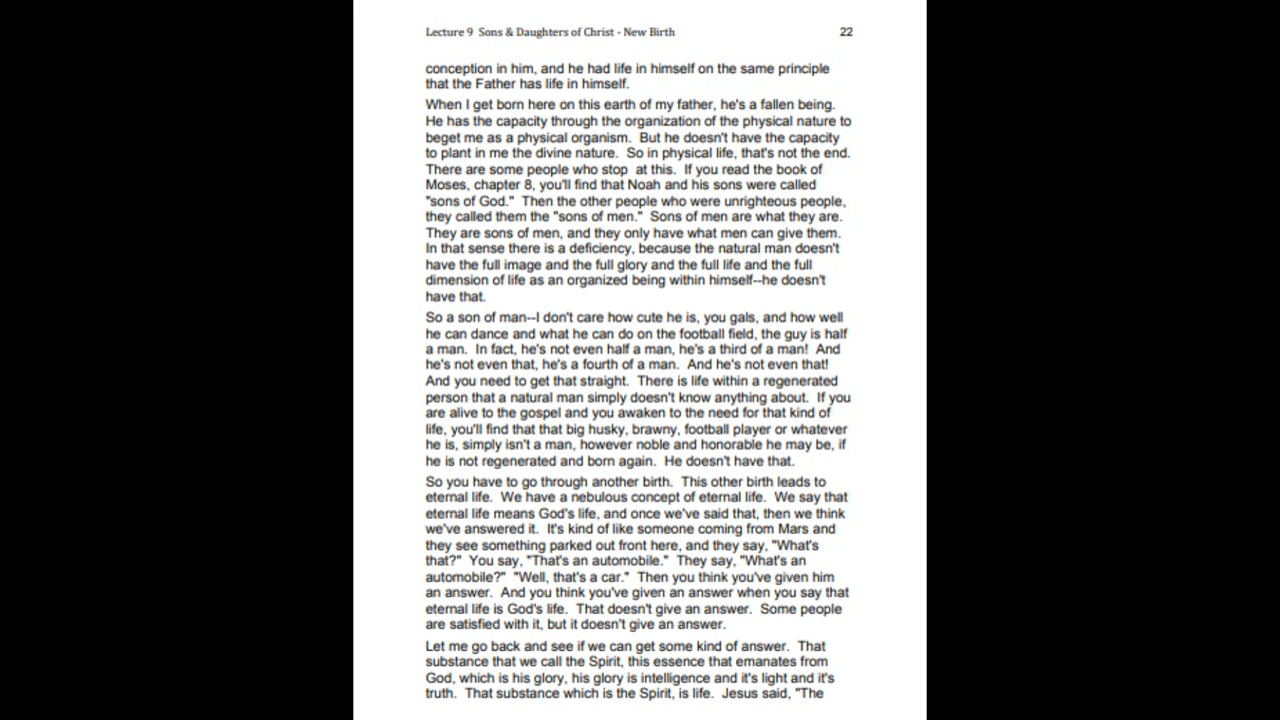 Lecture 9 Sons & Daughters of Christ - New Birth 22
conception in him, and he had life in himself on the same principle
that the Father has life in himself.
When I get born here on this earth of my father, he's a fallen being.
He has the capacity through the organization of the physical nature to
beget me as a physical organism. But he doesn't have the capacity
to plant in me the divine nature. So in physical life, that's not the end.
There are some people who stop at this. If you read the book of
Moses, chapter 8, you'll find that Noah and his sons were called
"sons of God." Then the other people who were unrighteous people,
they called them the "sons of men." Sons of men are what they are.
They are sons of men, and they only have what men can give them.
In that sense there is a deficiency, because the natural man doesn't
have the full image and the full glory and the full life and the full
dimension of life as an organized being within himself--he doesn't
have that.
So a son of man--I don't care how cute he is, you gals, and how well
he can dance and what he can do on the football field, the guy is half
a man. In fact, he's not even half a man, he's a third of a man! And
he's not even that, he's a fourth of a man. And he's not even that!
And you need to get that straight. There is life within a regenerated
person that a natural man simply doesn't know anything about. If you
are alive to the gospel and you awaken to the need for that kind of
life, you'll find that that big husky, brawny, football player or whatever
he is, simply isn't a man, however noble and honorable he may be, if
he is not regenerated and born again. He doesn't have that.
So you have to go through another birth. This other birth leads to
eternal life. We have a nebulous concept of eternal life. We say that
eternal life means God's life, and once we've said that, then we think
we've answered it. It's kind of like someone coming from Mars and
they see something parked out front here, and they say, "What's
that?" You say, "That's an automobile." They say, "What's an
automobile?" "Well, that's a car." Then you think you've given him
an answer. And you think you've given an answer when you say that
eternal life is God's life. That doesn't give an answer. Some people
are satisfied with it, but it doesn't give an answer.
Let me go back and see if we can get some kind of answer. That
substance that we call the Spirit, this essence that emanates from
God, which is his glory, his glory is intelligence and it's light and it's
truth. That substance which is the Spirit, is life. Jesus said, "The